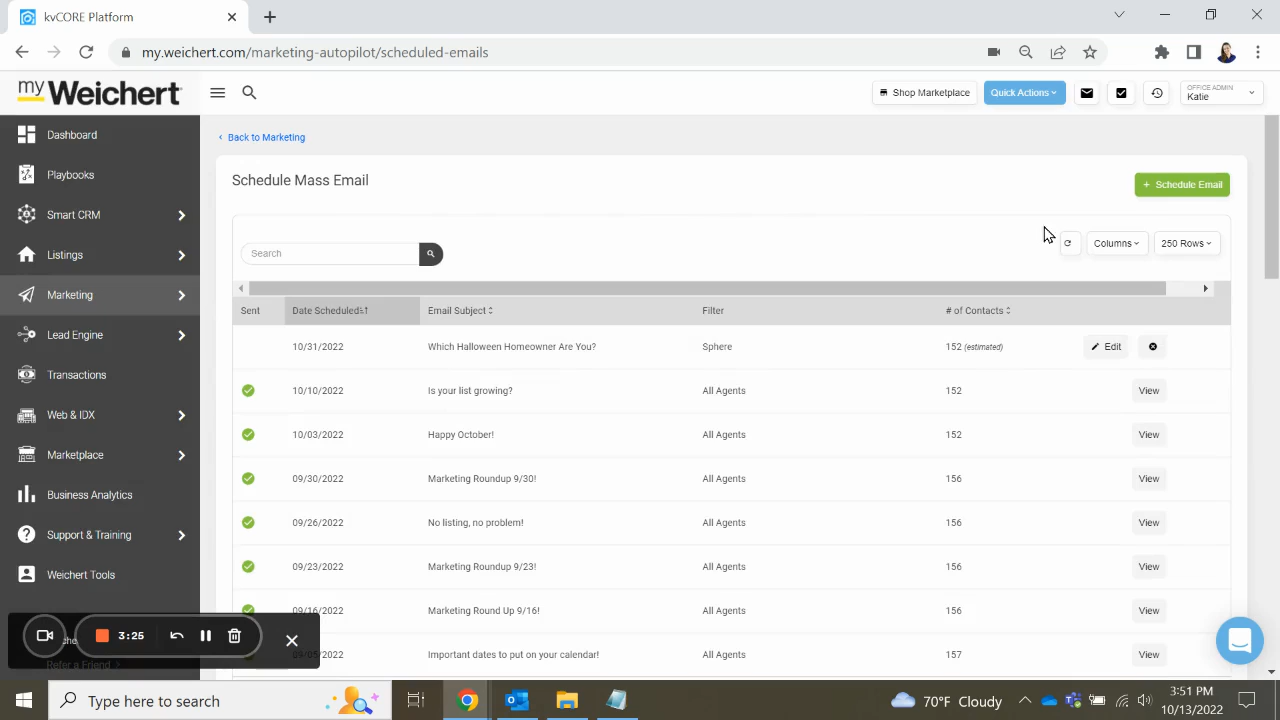 kvCORE Platform
my.weichert.com/marketing-autopilot/scheduled-emails
my Weichert
Shop Marketplace
Quick Actions
OFFICE ADMIN
Katie
Dashboard
Playbooks
Smart CRM
Listings
Marketing
Lead Engine
Transactions
Web & IDX
Marketplace
Business Analytics
Support & Training
Weichert Tools
Refer a Friend
3:25
‹ Back to Marketing
Schedule Mass Email
+ Schedule Email
Search
Columns
250 Rows
Sent Date Scheduled Email Subject Filter # of Contacts
10/31/2022 Which Halloween Homeowner Are You? Sphere 152 (estimated) Edit
10/10/2022 Is your list growing? All Agents 152 View
10/03/2022 Happy October! All Agents 152 View
09/30/2022 Marketing Roundup 9/30! All Agents 156 View
09/26/2022 No listing, no problem! All Agents 156 View
09/23/2022 Marketing Roundup 9/23! All Agents 156 View
09/16/2022 Marketing Round Up 9/16! All Agents 156 View
09/05/2022 Important dates to put on your calendar! All Agents 157 View
Type here to search
70°F Cloudy
3:51 PM
10/13/2022